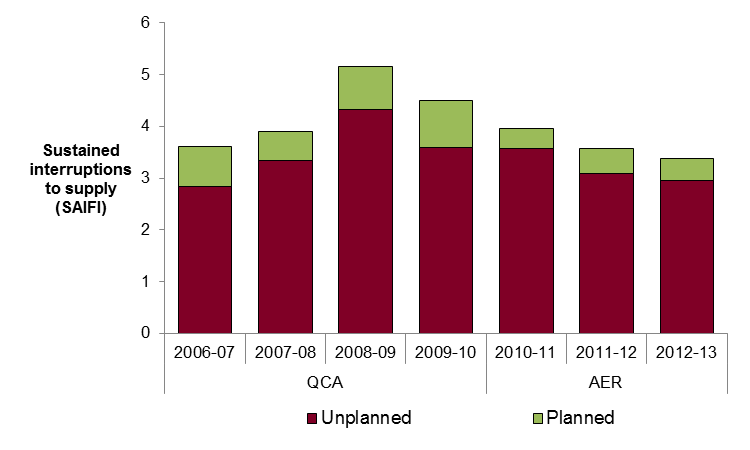 6
5
4
3
2
1
0
Sustained
interruptions
to supply
(SAIFI)
2006-07 2007-08 2008-09 2009-10 2010-11 2011-12 2012-13
QCA AER
Unplanned Planned